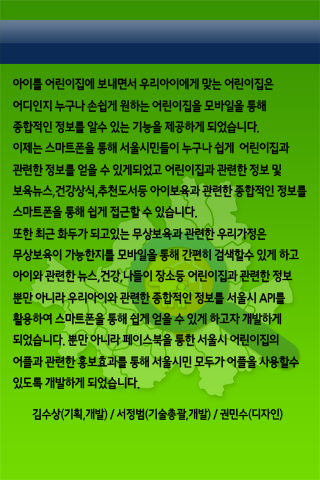 아이를 어린이집에 보내면서 우리아이에게 맞는 어린이집은
어디인지 누구나 손쉽게 원하는 어린이집을 모바일을 통해
종합적인 정보를 알수 있는 기능을 제공하게 되었습니다.
이제는 스마트폰을 통해 서울시민들이 누구나 쉽게 어린이집과
관련한 정보를 얻을 수 있게되었고 어린이집과 관련한 정보 및
보육뉴스,건강상식,추천도서등 아이보육과 관련한 종합적인 정보를
스마트폰을 통해 쉽게 접근할 수 있습니다.
또한 최근 화두가 되고있는 무상보육과 관련한 우리가정은
무상보육이 가능한지를 모바일을 통해 간편히 검색할수 있게 하고
아이와 관련한 뉴스,건강,나들이 장소등 어린이집과 관련한 정보
뿐만 아니라 우리아이와 관련한 종합적인 정보를 서울시 API를
활용하여 스마트폰을 통해 쉽게 얻을 수 있게 하고자 개발하게
되었습니다. 뿐만 아니라 페이스북을 통한 서울시 어린이집의
어플과 관련한 홍보효과를 통해 서울시민 모두가 어플을 사용할수
있도록 개발하게 되었습니다.
김수상(기획,개발) / 서정범(기술총괄,개발) / 권민수(디자인)